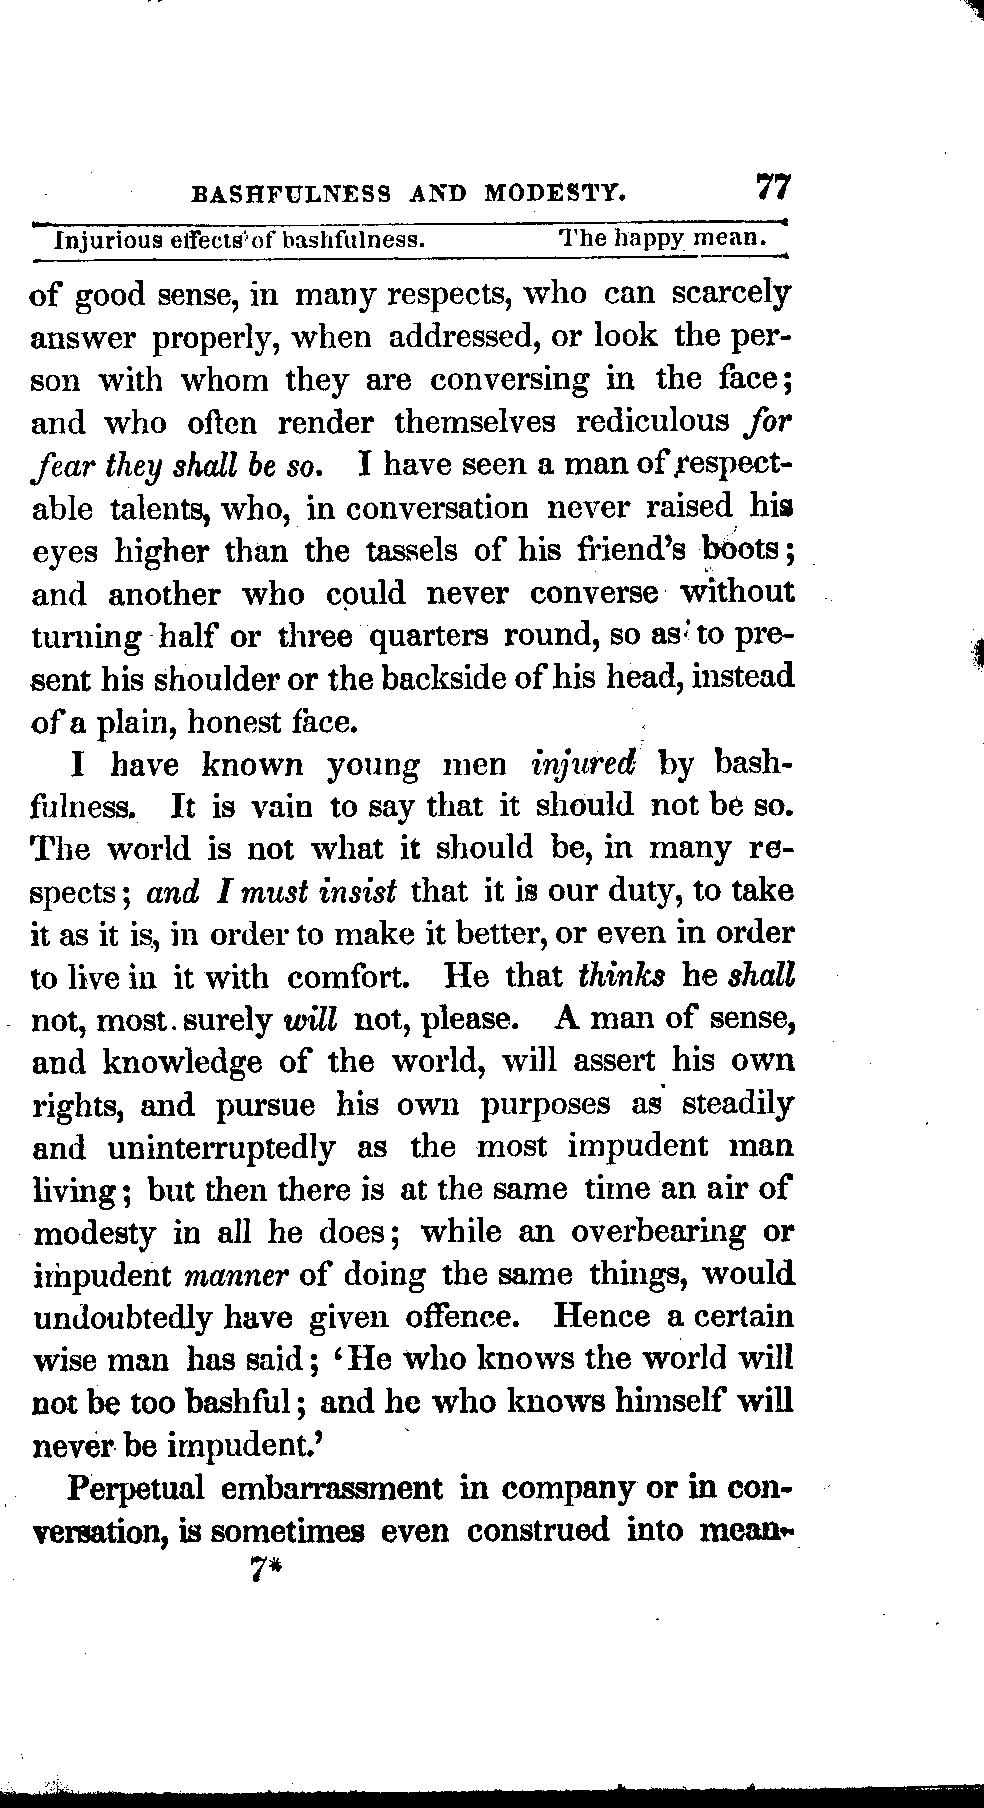 BASHFULNESS AND MODESTY. 77
Injurious effects of bashfulness. The happy mean.
of good sense, in many respects, who can scarcely
answer properly, when addressed, or look the per-
son with whom they are conversing in the face;
and who often render themselves rediculous for
fear they shall be so. I have seen a man of respect-
able talents, who, in conversation never raised his
eyes higher than the tassels of his friend's boots;
and another who could never converse without
turning half or three quarters round, so as to pre-
sent his shoulder or the backside of his head, instead
of a plain, honest face.
I have known young men injured by bash-
fulness. It is vain to say that it should not be so.
The world is not what it should be, in many re-
spects; and I must insist that it is our duty, to take
it as it is, in order to make it better, or even in order
to live in it with comfort. He that thinks he shall
not, most surely will not, please. A man of sense,
and knowledge of the world, will assert his own
rights, and pursue his own purposes as steadily
and uninterruptedly as the most impudent man
living; but then there is at the same time an air of
modesty in all he does; while an overbearing or
impudent manner of doing the same things, would
undoubtedly have given offence. Hence a certain
wise man has said; 'He who knows the world will
not be too bashful; and he who knows himself will
never be impudent.'
Perpetual embarrassment in company or in con-
versation, is sometimes even construed into mean-
7*